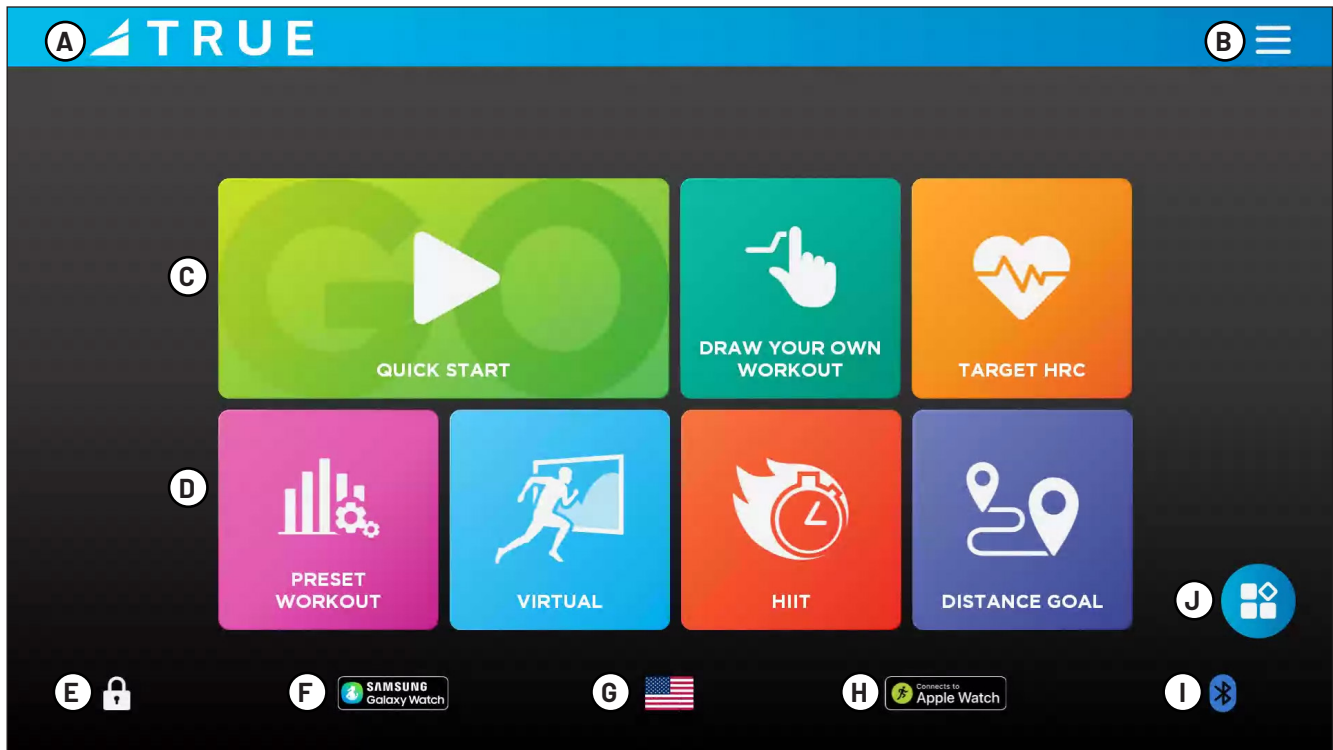 A TRUE B
GO
C
QUICK START
DRAW YOUR OWN
WORKOUT
TARGET HRC
D
PRESET
WORKOUT
VIRTUAL
HIIT
DISTANCE GOAL
J
E
F SAMSUNG
Galaxy Watch
G
H Connects to
Apple Watch
I